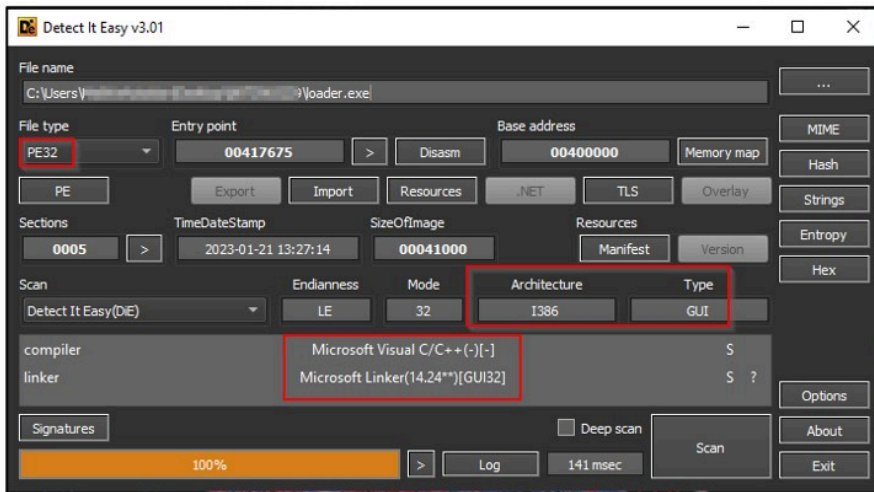 Detect It Easy v3.01
File name
C:\Users\ 9\loader.exe
...
File type Entry point Base address
PE32 00417675 > Disasm 00400000 Memory map MIME
Hash
PE Export Import Resources .NET TLS Overlay
Strings
Sections TimeDateStamp SizeOfImage Resources
Entropy
0005 > 2023-01-21 13:27:14 00041000 Manifest Version
Hex
Scan Endianness Mode Architecture Type
Detect It Easy(DiE) LE 32 I386 GUI
compiler Microsoft Visual C/C++(-)[-] S
linker Microsoft Linker(14.24**)[GUI32] S ?
Options
Signatures Deep scan Scan About
100% > Log 141 msec Exit